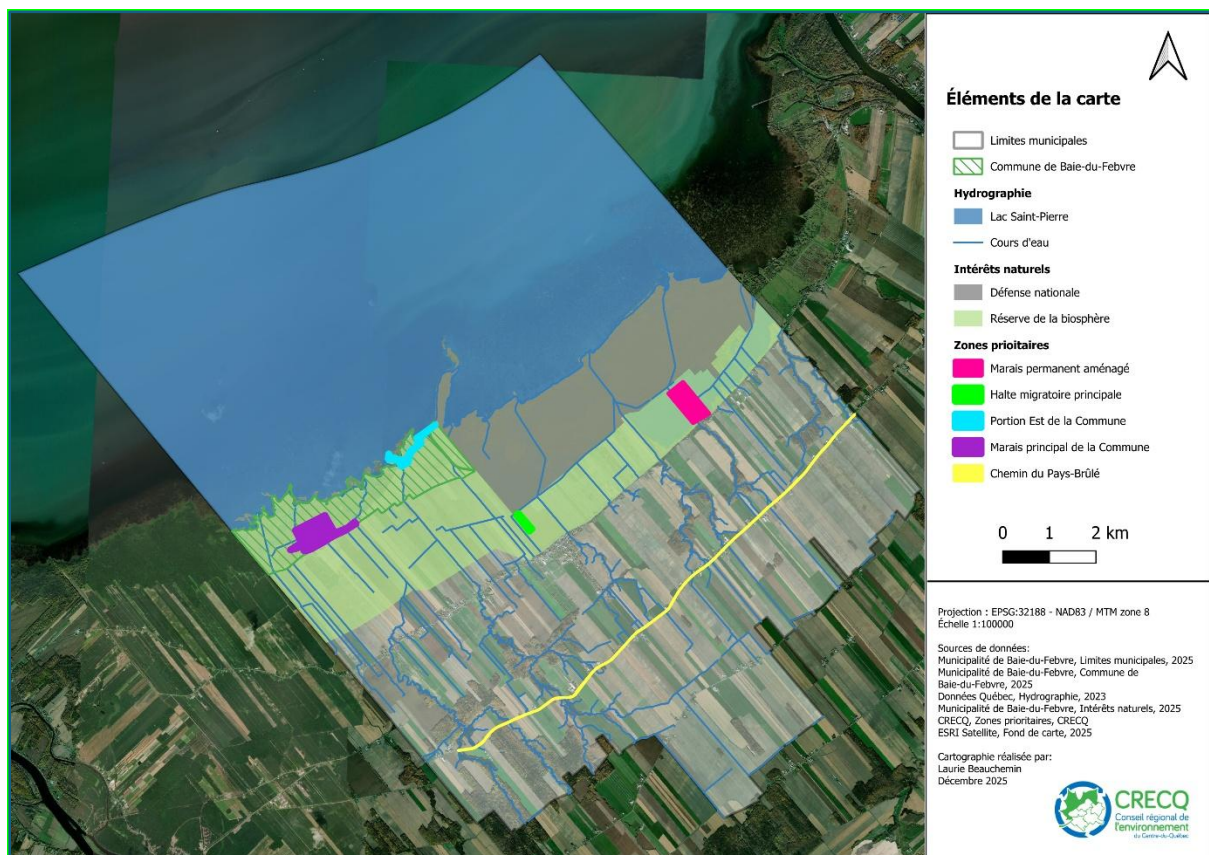 Éléments de la carte
Limites municipales
Commune de Baie-du-Febvre
Hydrographie
Lac Saint-Pierre
Cours d'eau
Intérêts naturels
Défense nationale
Réserve de la biosphère
Zones prioitaires
Marais permanent aménagé
Halte migratoire principale
Portion Est de la Commune
Marais principal de la Commune
Chemin du Pays-Brûlé
0 1 2 km
Projection : EPSG:32188 - NAD83 / MTM zone 8
Échelle 1:100000
Sources de données:
Municipalité de Baie-du-Febvre, Limites municipales, 2025
Municipalité de Baie-du-Febvre, Commune de
Baie-du-Febvre, 2025
Données Québec, Hydrographie, 2023
Municipalité de Baie-du-Febvre, Intérêts naturels, 2025
CRECQ, Zones prioritaires, CRECQ
ESRI Satellite, Fond de carte, 2025
Cartographie réalisée par:
Laurie Beauchemin
Décembre 2025
CRECQ
Conseil régional de
l'environnement
du Centre-du-Québec